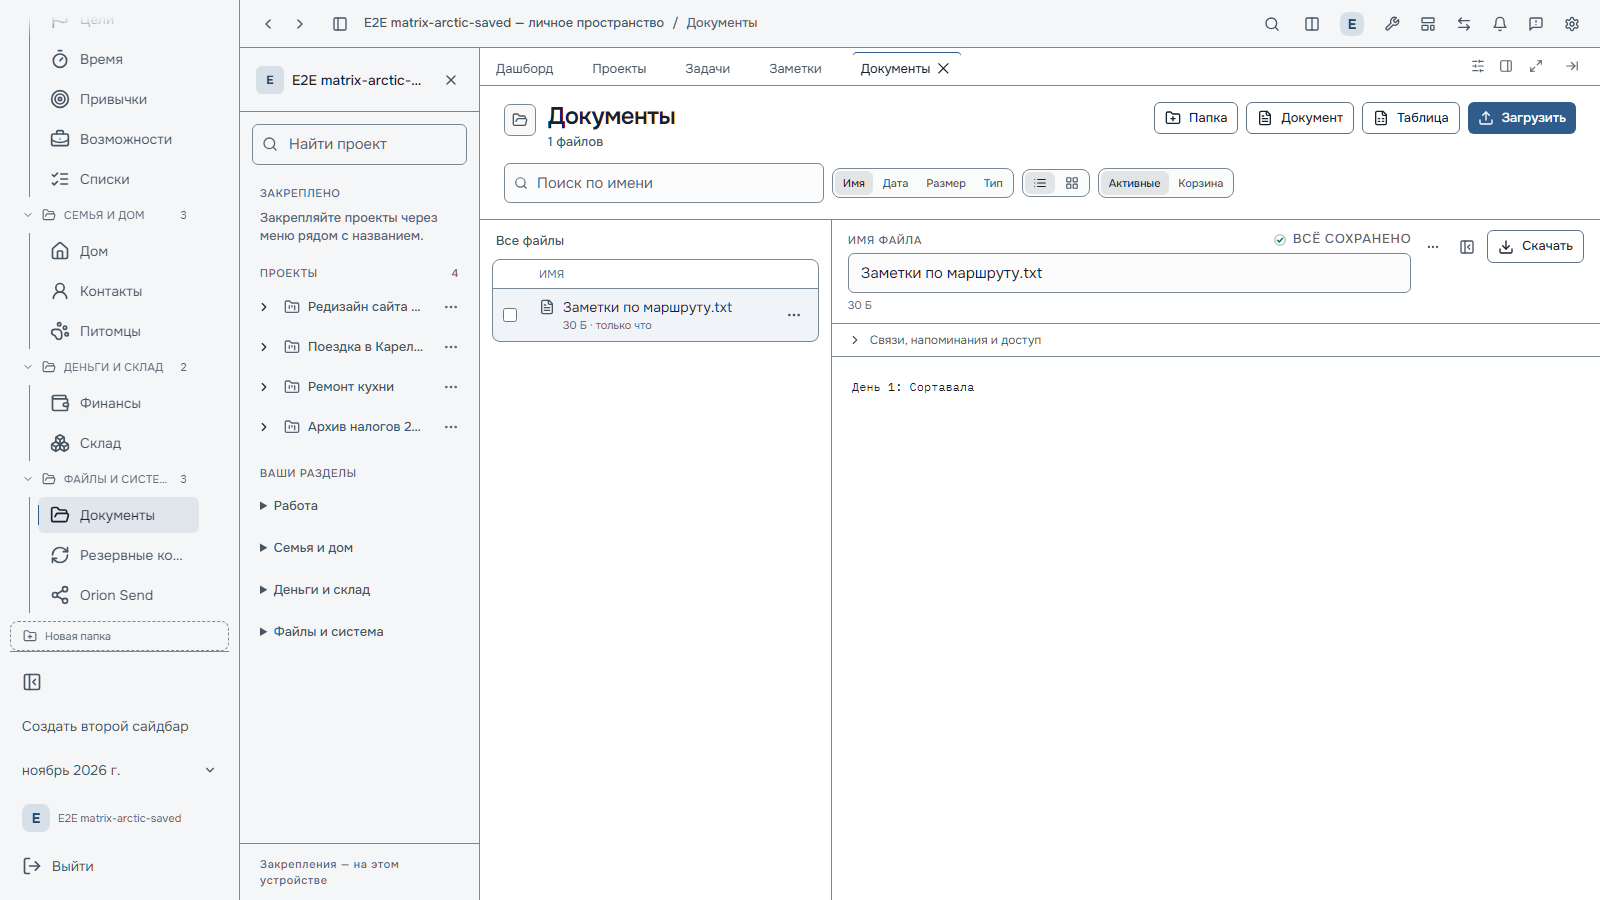 Цели
Время
Привычки
Возможности
Списки
СЕМЬЯ И ДОМ 3
Дом
Контакты
Питомцы
ДЕНЬГИ И СКЛАД 2
Финансы
Склад
ФАЙЛЫ И СИСТЕ... 3
Документы
Резервные ко...
Orion Send
Новая папка
Создать второй сайдбар
ноябрь 2026 г.
E E2E matrix-arctic-saved
Выйти
E2E matrix-arctic-saved — личное пространство / Документы
E
E E2E matrix-arctic-...
Найти проект
ЗАКРЕПЛЕНО
Закрепляйте проекты через
меню рядом с названием.
ПРОЕКТЫ 4
Редизайн сайта ...
Поездка в Карел...
Ремонт кухни
Архив налогов 2...
ВАШИ РАЗДЕЛЫ
Работа
Семья и дом
Деньги и склад
Файлы и система
Закрепления — на этом
устройстве
Дашборд Проекты Задачи Заметки Документы
Документы
1 файлов
Папка Документ Таблица Загрузить
Поиск по имени
Имя Дата Размер Тип
Активные Корзина
Все файлы
ИМЯ
Заметки по маршруту.txt
30 Б · только что
ИМЯ ФАЙЛА
ВСЁ СОХРАНЕНО
Скачать
Заметки по маршруту.txt
30 Б
Связи, напоминания и доступ
День 1: Сортавала